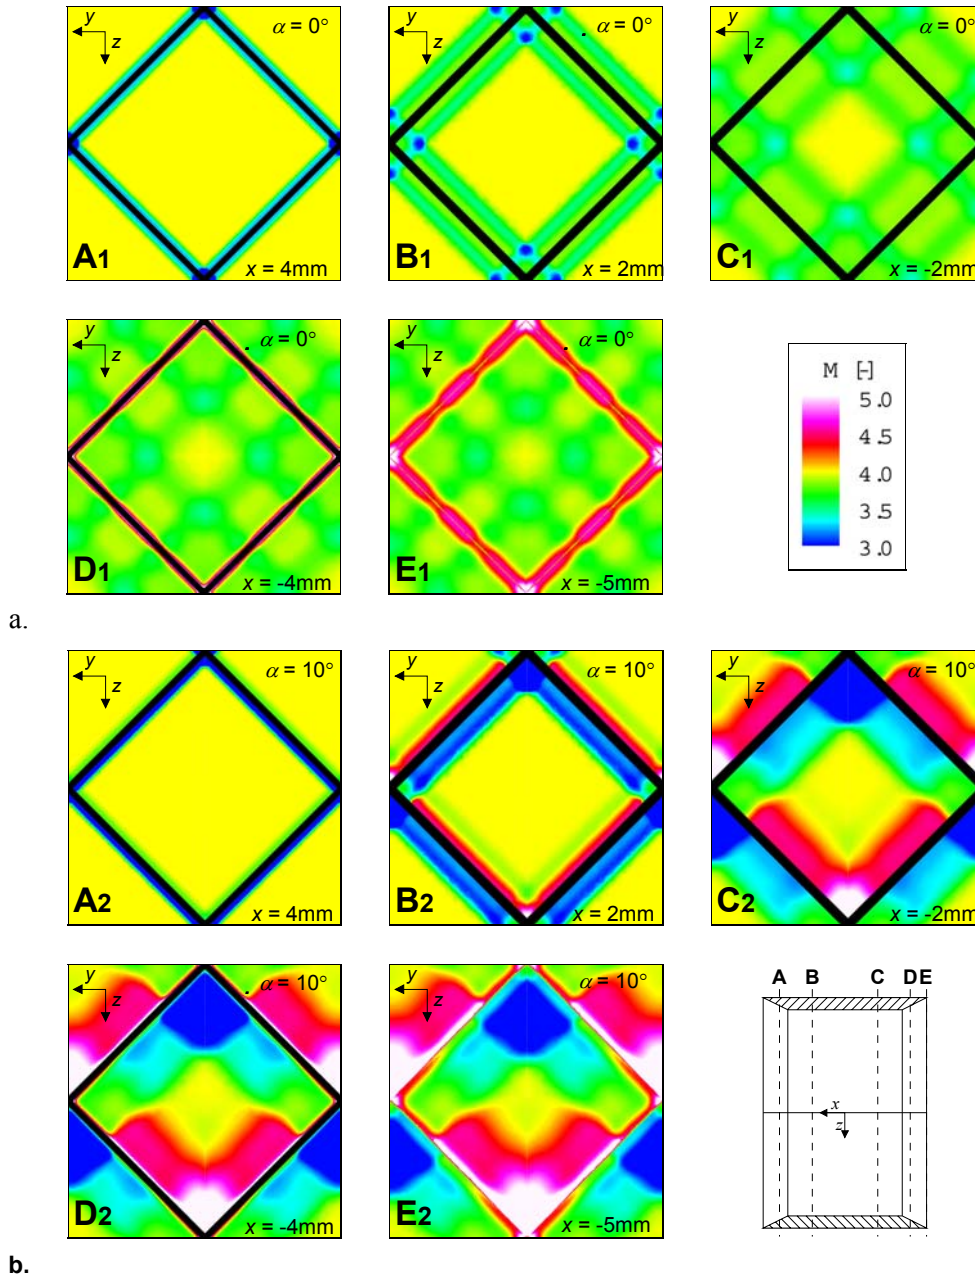 y z α = 0° A1 x = 4mm
y z α = 0° B1 x = 2mm
y z α = 0° C1 x = -2mm
y z α = 0° D1 x = -4mm
y z α = 0° E1 x = -5mm
M [-]
5.0
4.5
4.0
3.5
3.0
a.
y z α = 10° A2 x = 4mm
y z α = 10° B2 x = 2mm
y z α = 10° C2 x = -2mm
y z α = 10° D2 x = -4mm
y z α = 10° E2 x = -5mm
A B C D E
x
z
b.